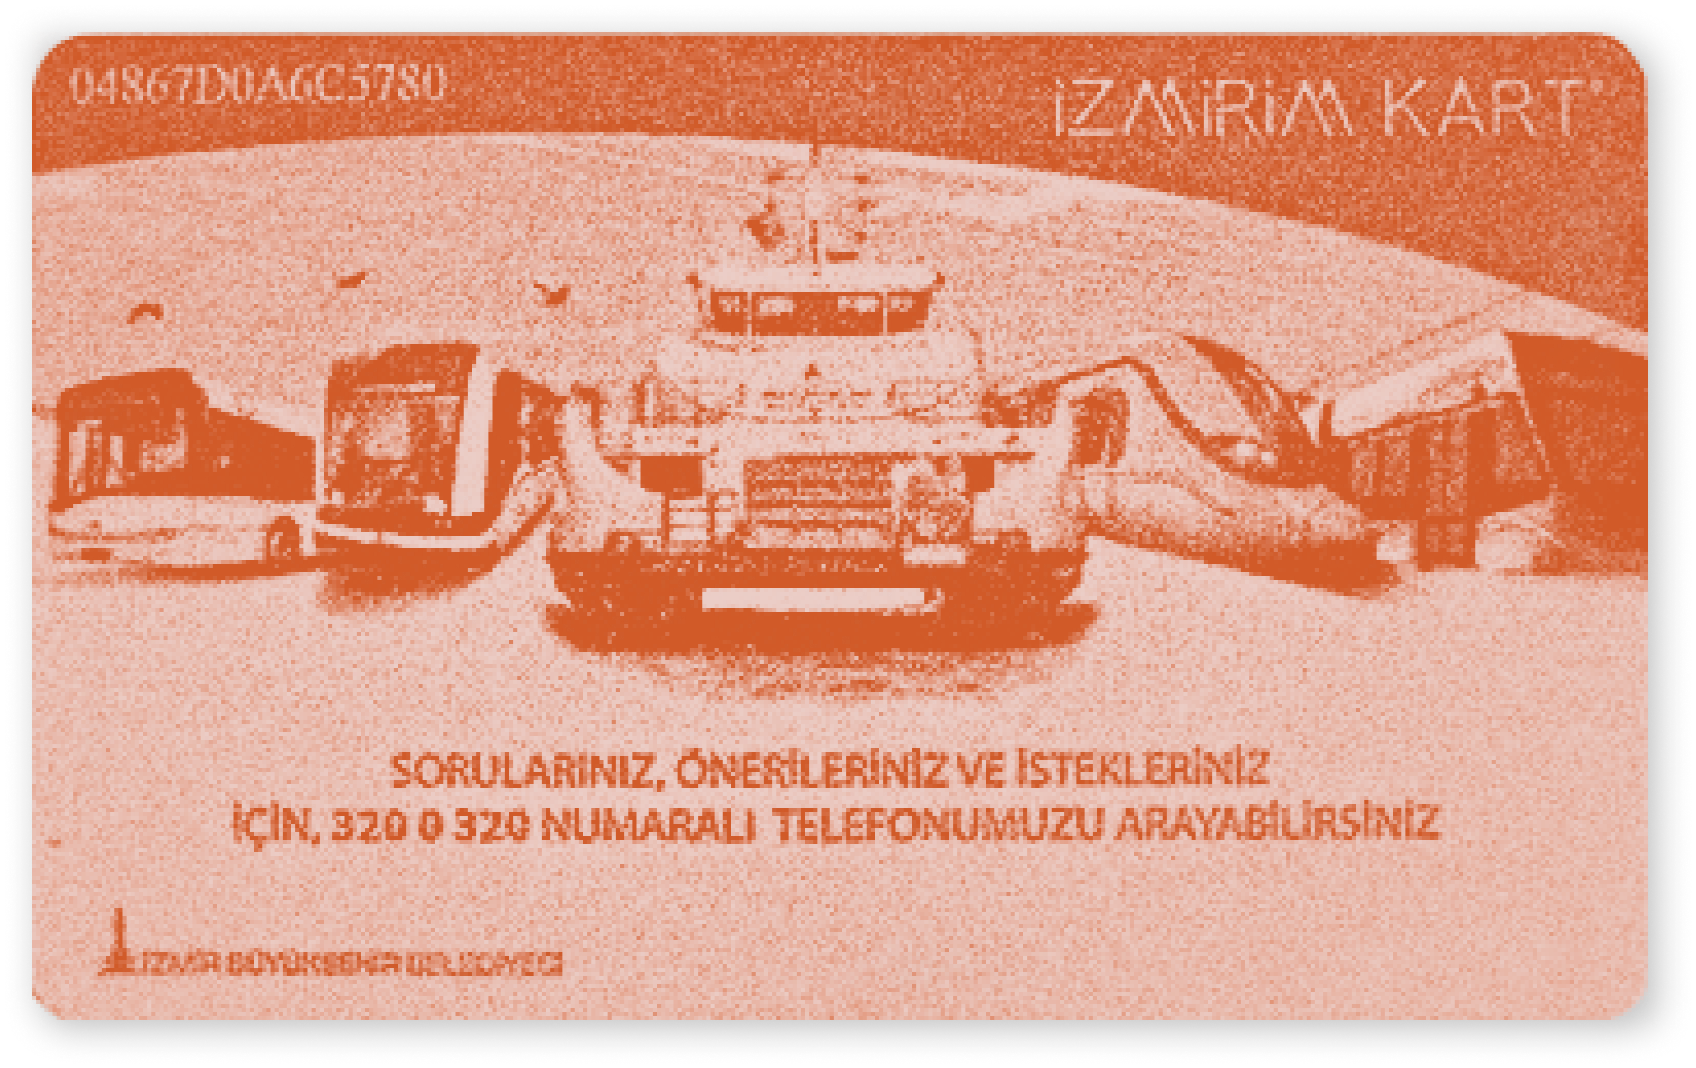 04867D0A6C5780
İZMİRİM KART
SORULARINIZ, ÖNERİLERİNİZ VE İSTEKLERİNİZ
İÇİN, 320 0 320 NUMARALI TELEFONUMUZU ARAYABİLİRSİNİZ
İZMİR BÜYÜKŞEHİR BELEDİYESİ